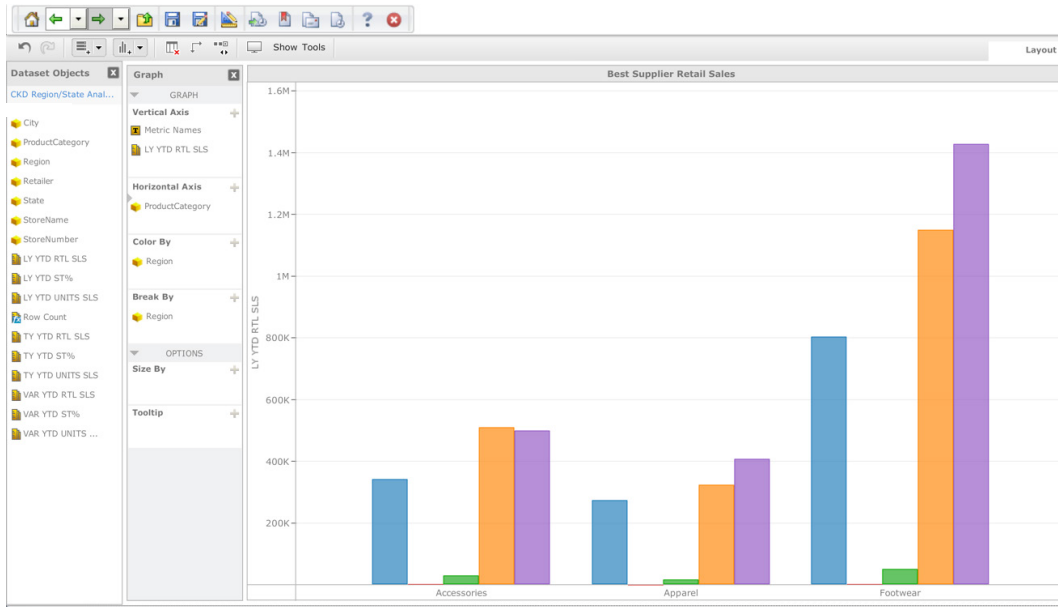 Show Tools
Layout
Dataset Objects
CKD Region/State Anal...
City
ProductCategory
Region
Retailer
State
StoreName
StoreNumber
LY YTD RTL SLS
LY YTD ST%
LY YTD UNITS SLS
Row Count
TY YTD RTL SLS
TY YTD ST%
TY YTD UNITS SLS
VAR YTD RTL SLS
VAR YTD ST%
VAR YTD UNITS ...
Graph
GRAPH
Vertical Axis
Metric Names
LY YTD RTL SLS
Horizontal Axis
ProductCategory
Color By
Region
Break By
Region
OPTIONS
Size By
Tooltip
Best Supplier Retail Sales
LY YTD RTL SLS
1.6M
1.4M
1.2M
1M
800K
600K
400K
200K
Accessories
Apparel
Footwear